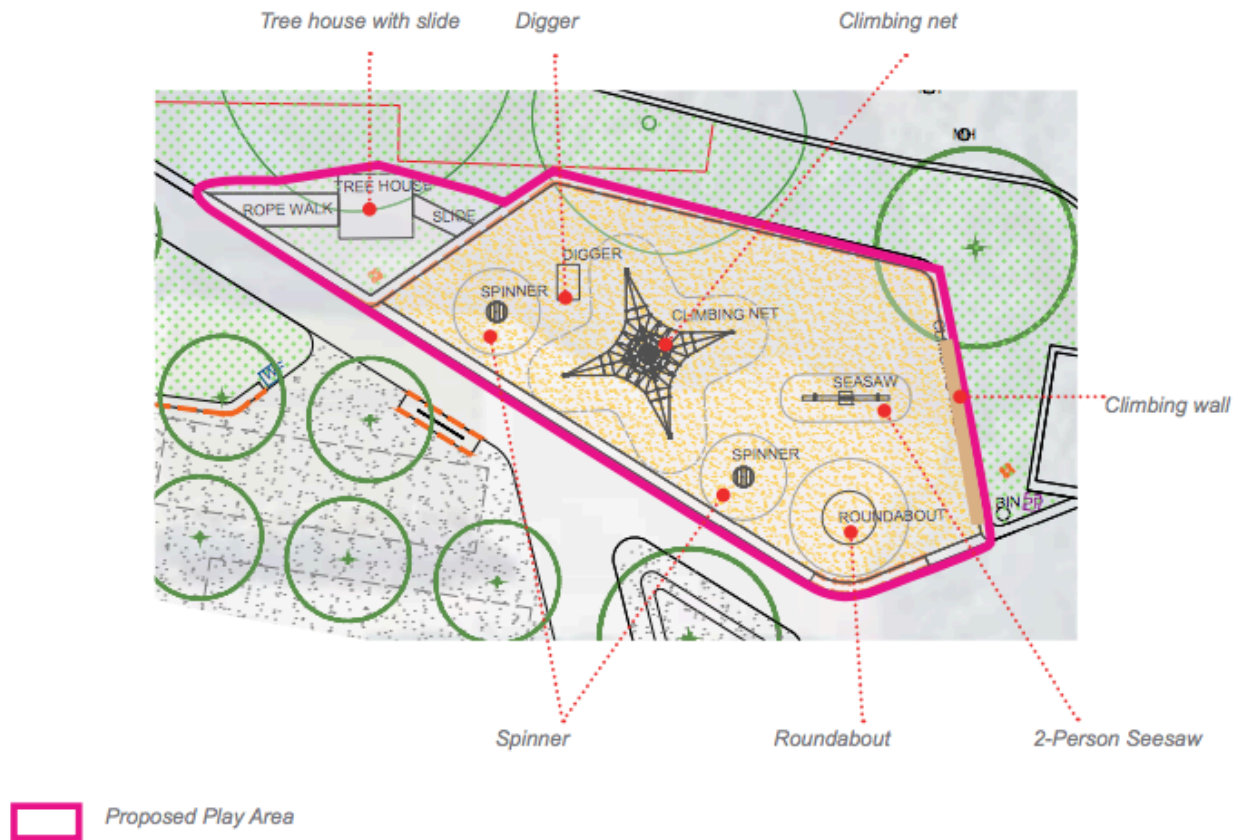 Tree house with slide
Digger
Climbing net
MH
TREE HOUSE
ROPE WALK
SLIDE
DIGGER
SPINNER
CLIMBING NET
SEASAW
Climbing wall
SPINNER
BIN
ROUNDABOUT
Spinner
Roundabout
2-Person Seesaw
Proposed Play Area